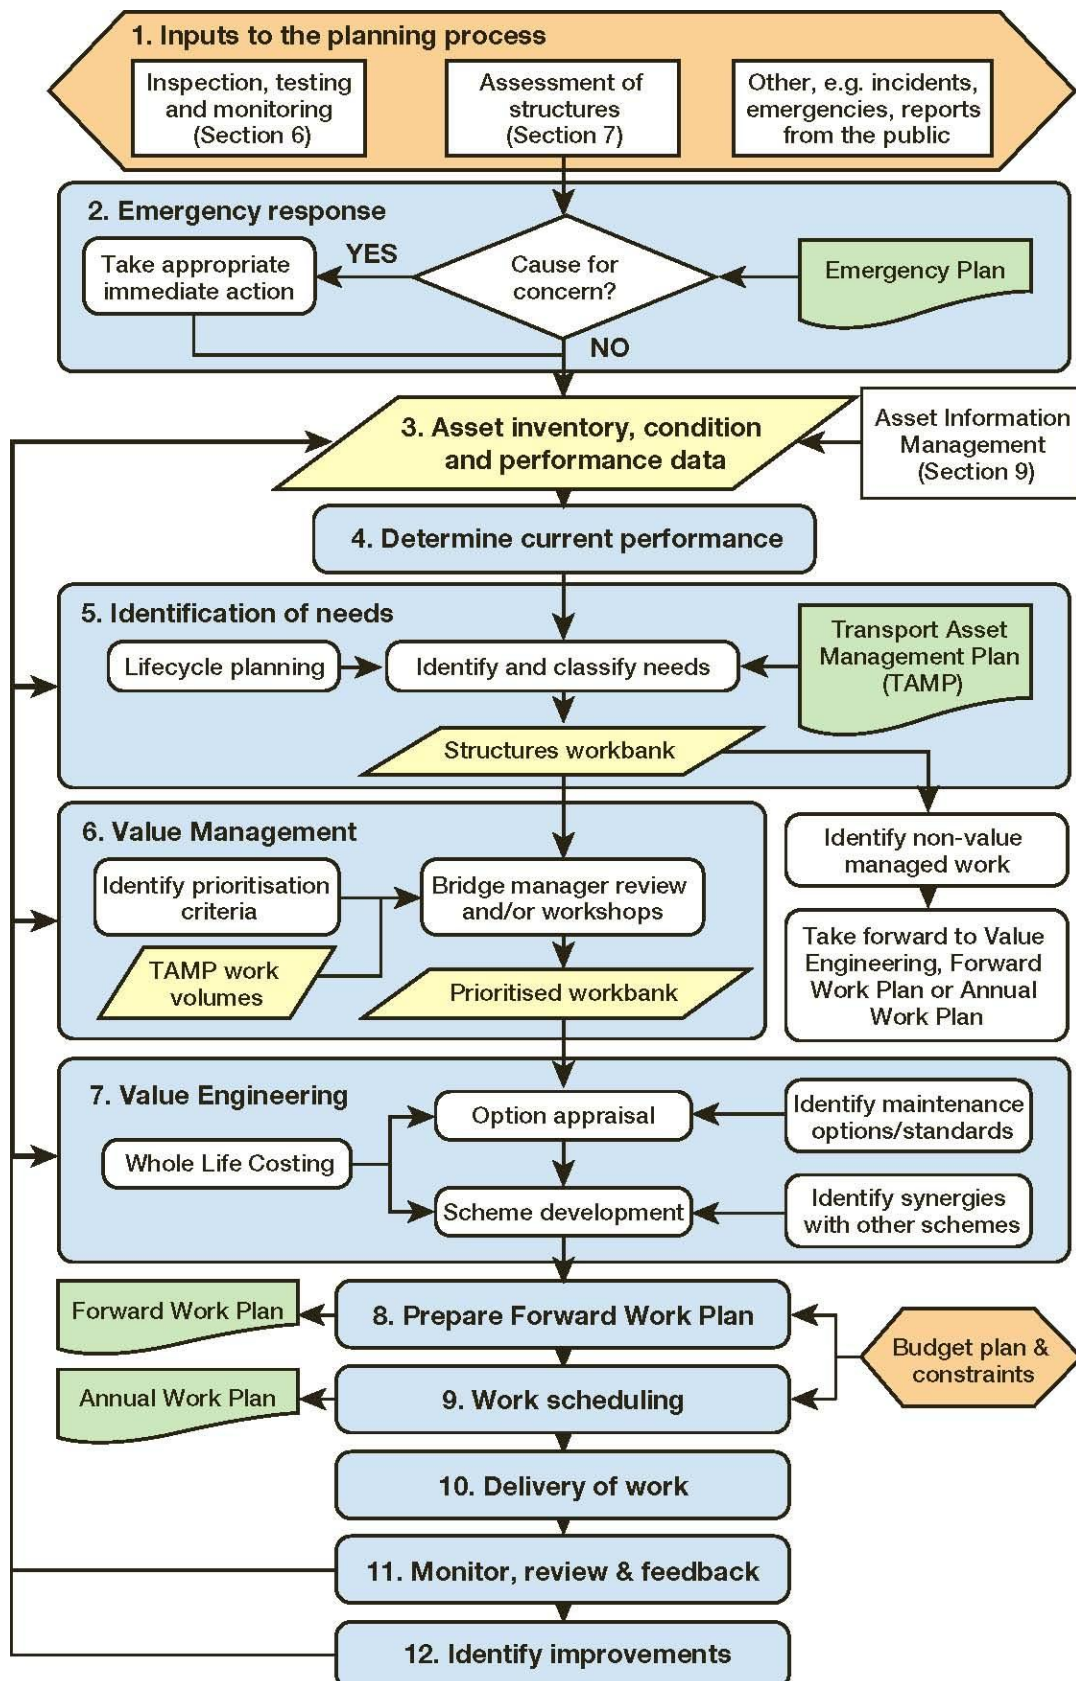 1. Inputs to the planning process
Inspection, testing
and monitoring
(Section 6)
Assessment of
structures
(Section 7)
Other, e.g. incidents,
emergencies, reports
from the public
2. Emergency response
Take appropriate
immediate action
YES
Cause for
concern?
Emergency Plan
NO
3. Asset inventory, condition
and performance data
Asset Information
Management
(Section 9)
4. Determine current performance
5. Identification of needs
Lifecycle planning
Identify and classify needs
Transport Asset
Management Plan
(TAMP)
Structures workbank
6. Value Management
Identify prioritisation
criteria
Bridge manager review
and/or workshops
TAMP work
volumes
Prioritised workbank
Identify non-value
managed work
Take forward to Value
Engineering, Forward
Work Plan or Annual
Work Plan
7. Value Engineering
Whole Life Costing
Option appraisal
Identify maintenance
options/standards
Scheme development
Identify synergies
with other schemes
Forward Work Plan
8. Prepare Forward Work Plan
Budget plan &
constraints
Annual Work Plan
9. Work scheduling
10. Delivery of work
11. Monitor, review & feedback
12. Identify improvements